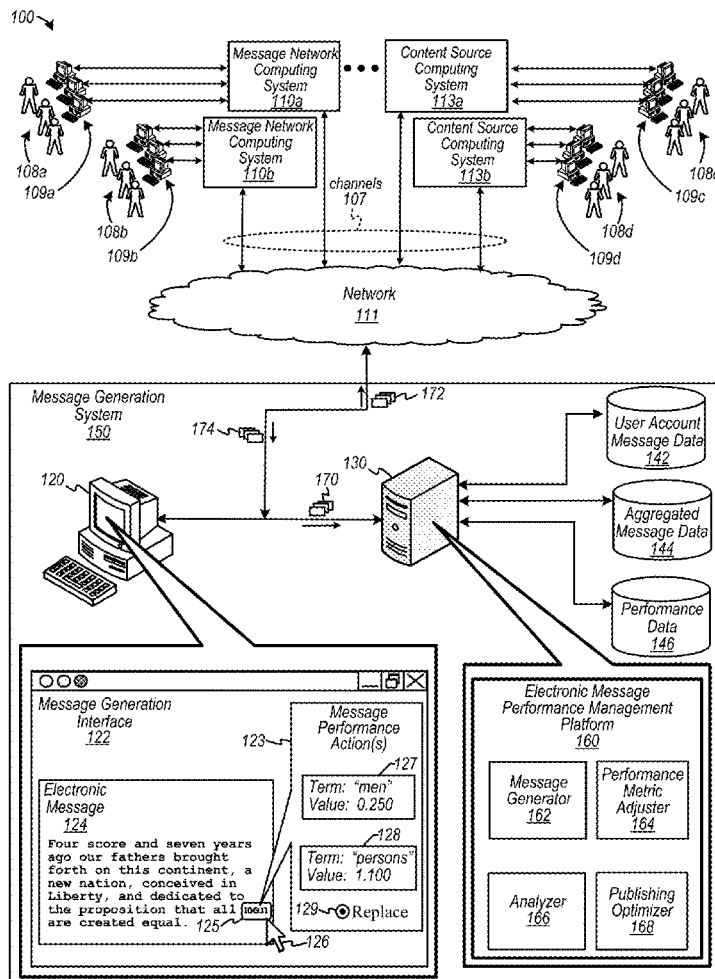 100
Message Network
Computing
System
110a
Content Source
Computing
System
113a
Message Network
Computing
System
110b
Content Source
Computing
System
113b
108a
109a
108b
109b
channels
107
108d
109d
109c
Network
111
Message Generation
System
150
172
174
170
120
130
User Account
Message Data
142
Aggregated
Message Data
144
Performance
Data
146
Message Generation
Interface
122
123
Message
Performance
Action(s)
127
Term: "men"
Value: 0.250
128
Term: "persons"
Value: 1.100
129
Replace
Electronic
Message
124
Four score and seven years
ago our fathers brought
forth on this continent, a
new nation, conceived in
Liberty, and dedicated to
the proposition that all
are created equal.
125
126
Electronic Message
Performance Management
Platform
160
Message
Generator
162
Performance
Metric
Adjuster
164
Analyzer
166
Publishing
Optimizer
168